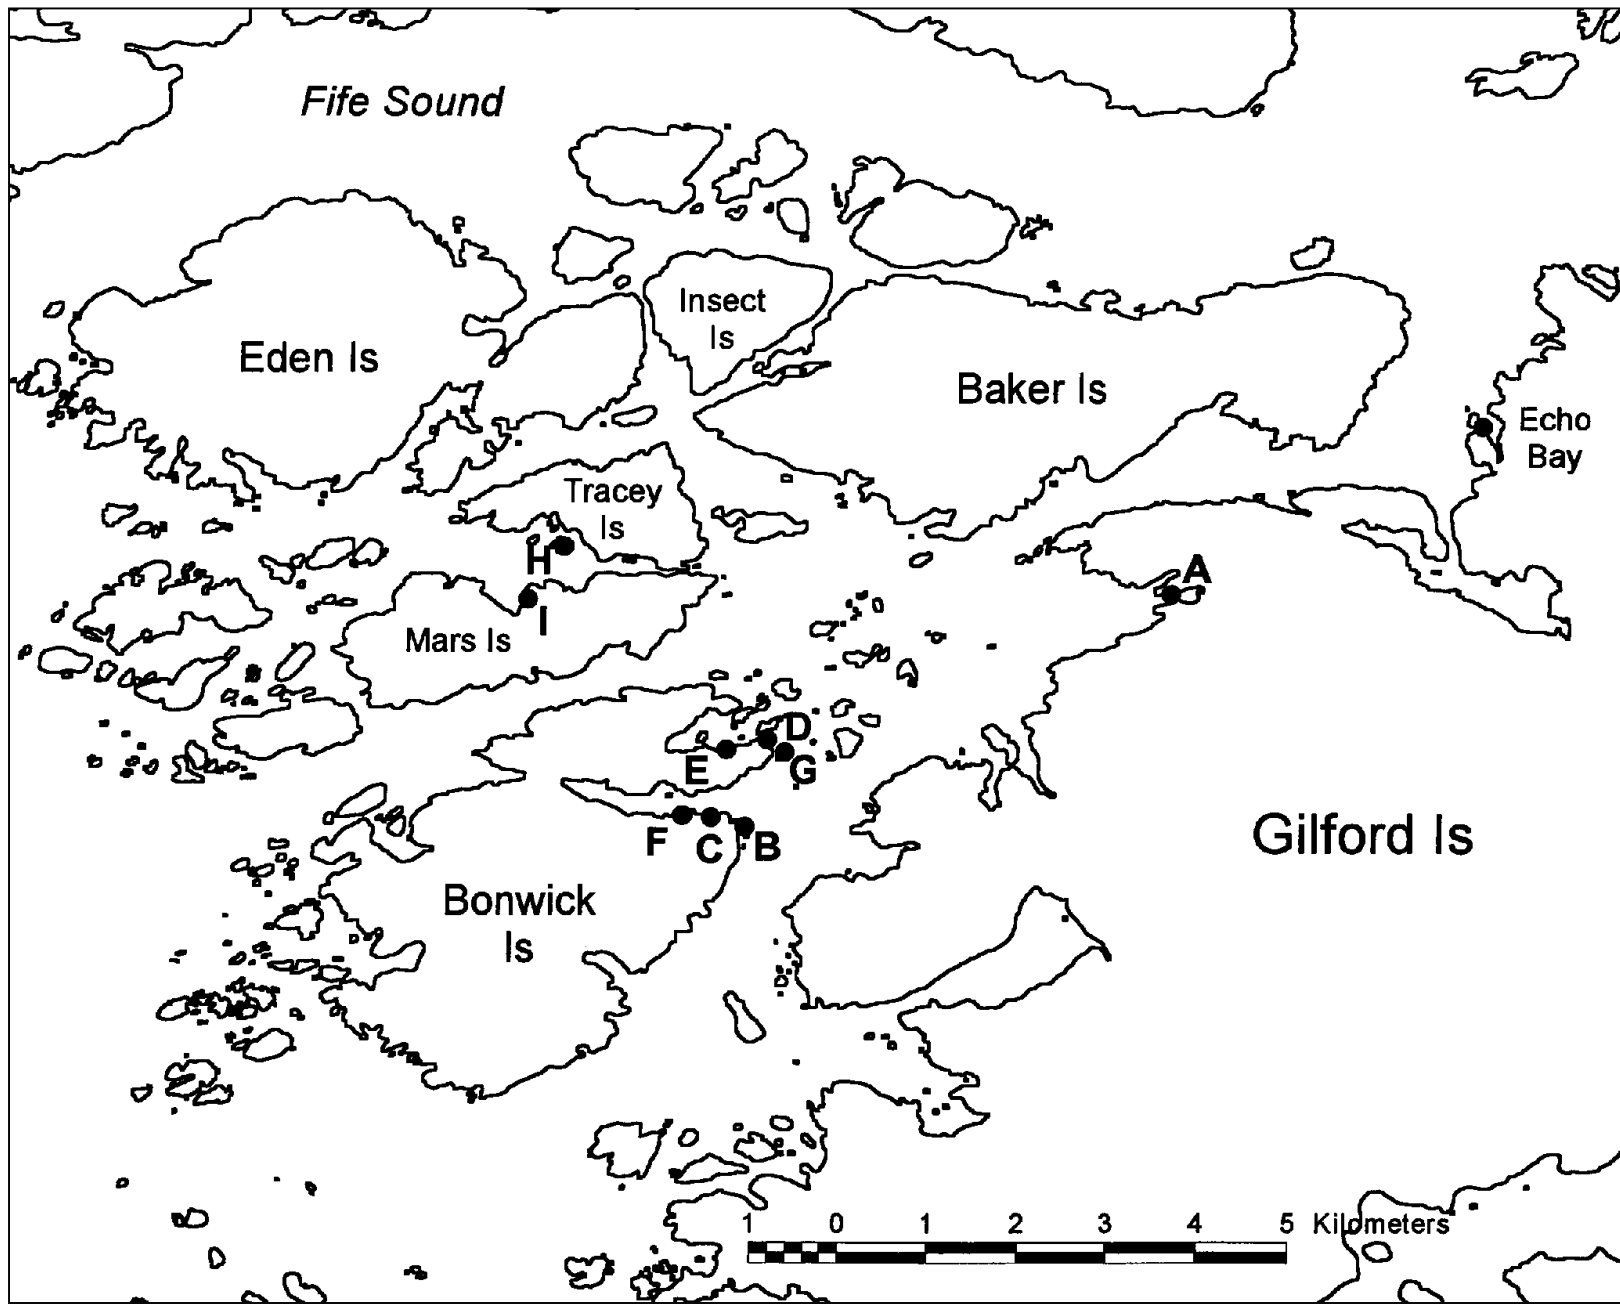 Fife Sound
Insect
Is
Eden Is
Baker Is
Echo
Bay
Tracey
Is
H
A
I
Mars Is
D
E
G
F
C
B
Gilford Is
Bonwick
Is
1 0 1 2 3 4 5 Kilometers